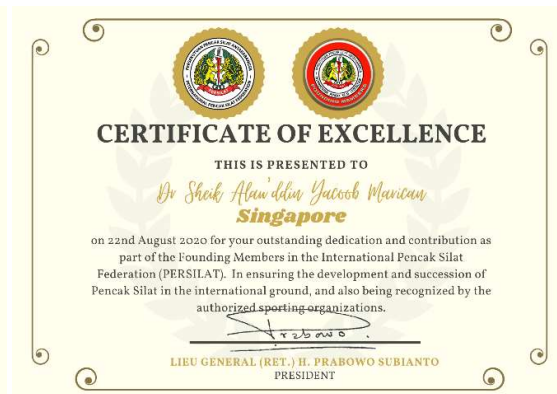 CERTIFICATE OF EXCELLENCE
THIS IS PRESENTED TO
Dr Sheik Alau'ddin Yacoob Marican
Singapore
on 22nd August 2020 for your outstanding dedication and contribution as
part of the Founding Members in the International Pencak Silat
Federation (PERSILAT). In ensuring the development and succession of
Pencak Silat in the international ground, and also being recognized by the
authorized sporting organizations.
Prabowo
LIEU GENERAL (RET.) H. PRABOWO SUBIANTO
PRESIDENT